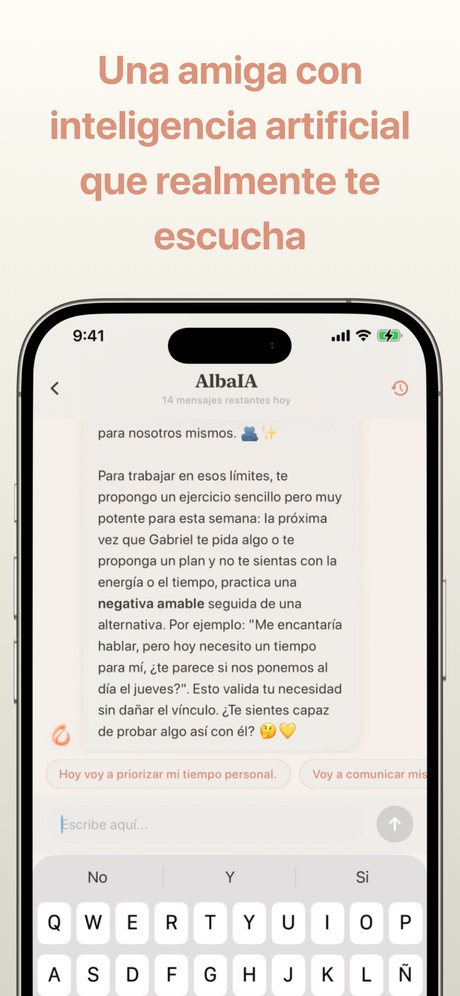 Una amiga con
inteligencia artificial
que realmente te
escucha
9:41
AlbaIA
14 mensajes restantes hoy
para nosotros mismos. 🫂✨
Para trabajar en esos límites, te
propongo un ejercicio sencillo pero muy
potente para esta semana: la próxima
vez que Gabriel te pida algo o te
proponga un plan y no te sientas con la
energía o el tiempo, practica una
negativa amable seguida de una
alternativa. Por ejemplo: "Me encantaría
hablar, pero hoy necesito un tiempo
para mí, ¿te parece si nos ponemos al
día el jueves?". Esto valida tu necesidad
sin dañar el vínculo. ¿Te sientes capaz
de probar algo así con él? 🤔💛
Hoy voy a priorizar mi tiempo personal.
Voy a comunicar mis
Escribe aquí...
No Y Si
Q W E R T Y U I O P
A S D F G H J K L Ñ